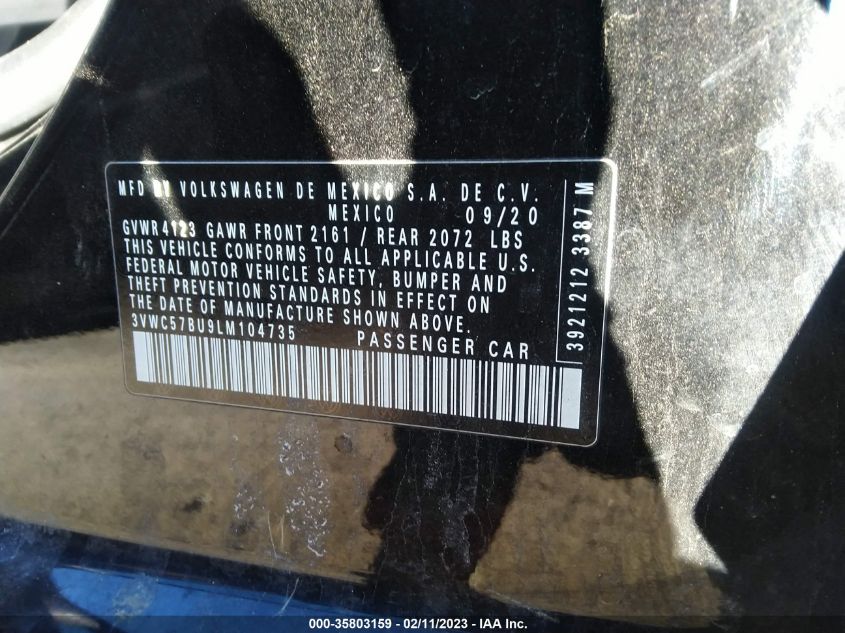 MFD BY VOLKSWAGEN DE MEXICO S.A. DE C.V.
MEXICO 09/20
GVWR4123 GAWR FRONT 2161 / REAR 2072 LBS
THIS VEHICLE CONFORMS TO ALL APPLICABLE U.S.
FEDERAL MOTOR VEHICLE SAFETY, BUMPER AND
THEFT PREVENTION STANDARDS IN EFFECT ON
THE DATE OF MANUFACTURE SHOWN ABOVE.
3VWC57BU9LM104735 PASSENGER CAR
3921212 3387 M
000-35803159 - 02/11/2023 - IAA Inc.